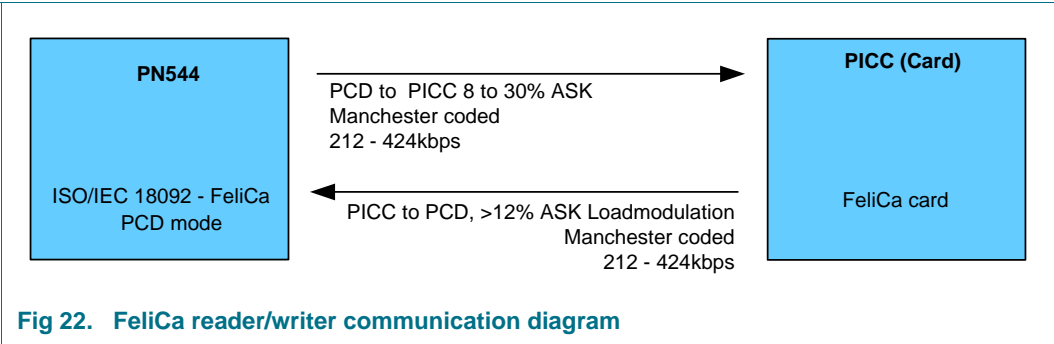 PN544
ISO/IEC 18092 - FeliCa
PCD mode
PCD to PICC 8 to 30% ASK
Manchester coded
212 - 424kbps
PICC to PCD, >12% ASK Loadmodulation
Manchester coded
212 - 424kbps
PICC (Card)
FeliCa card
Fig 22. FeliCa reader/writer communication diagram